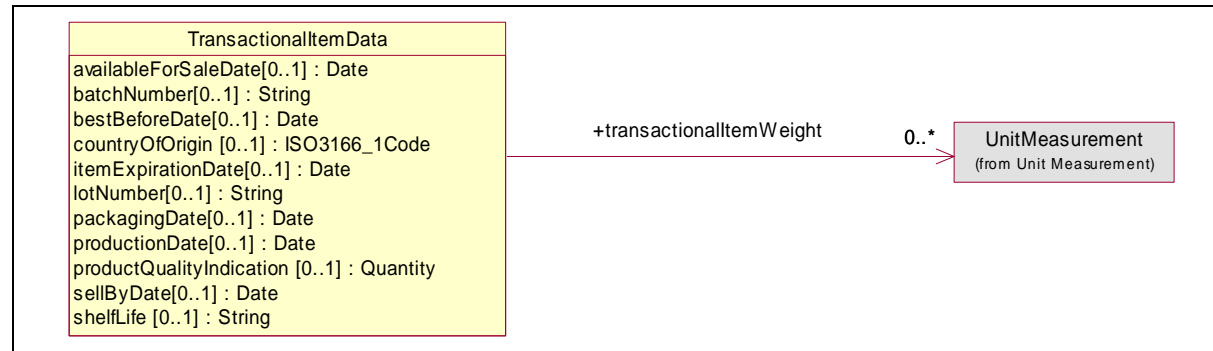 TransactionalItemData
availableForSaleDate[0..1] : Date
batchNumber[0..1] : String
bestBeforeDate[0..1] : Date
countryOfOrigin [0..1] : ISO3166_1Code
itemExpirationDate[0..1] : Date
lotNumber[0..1] : String
packagingDate[0..1] : Date
productionDate[0..1] : Date
productQualityIndication [0..1] : Quantity
sellByDate[0..1] : Date
shelfLife [0..1] : String
+transactionalItemWeight
0..*
UnitMeasurement
(from Unit Measurement)